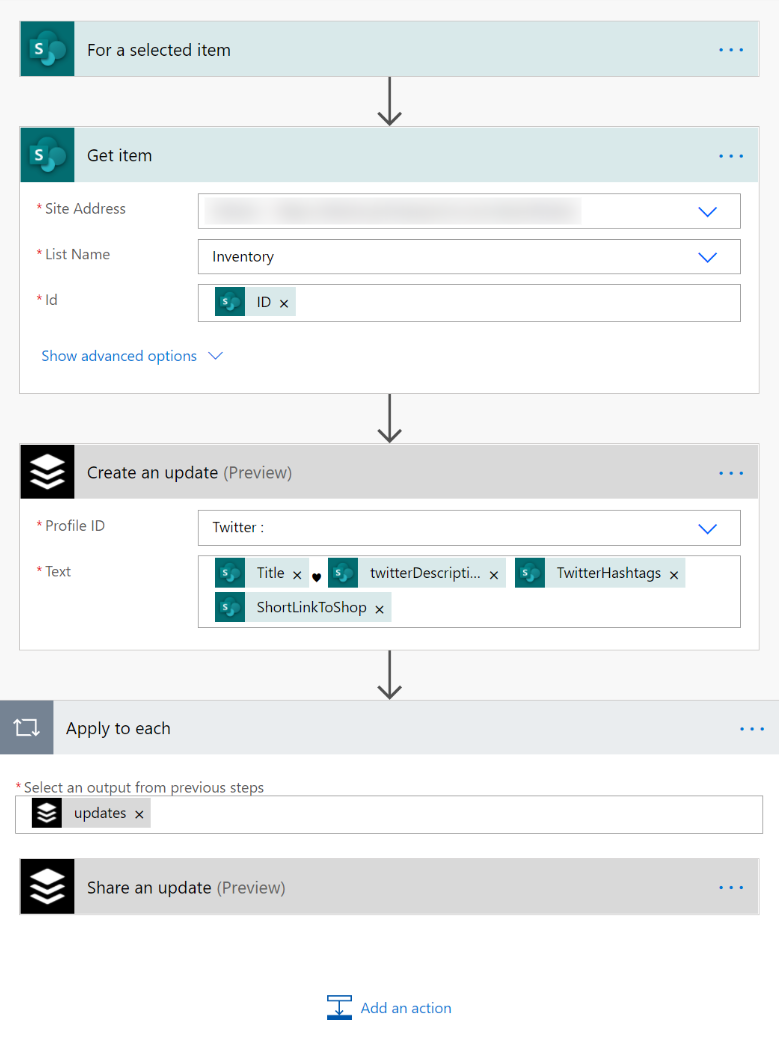 For a selected item
Get item
* Site Address
* List Name Inventory
* Id ID ×
Show advanced options
Create an update (Preview)
* Profile ID Twitter :
* Text Title × ♥ twitterDescripti... × TwitterHashtags ×
ShortLinkToShop ×
Apply to each
* Select an output from previous steps
updates ×
Share an update (Preview)
Add an action